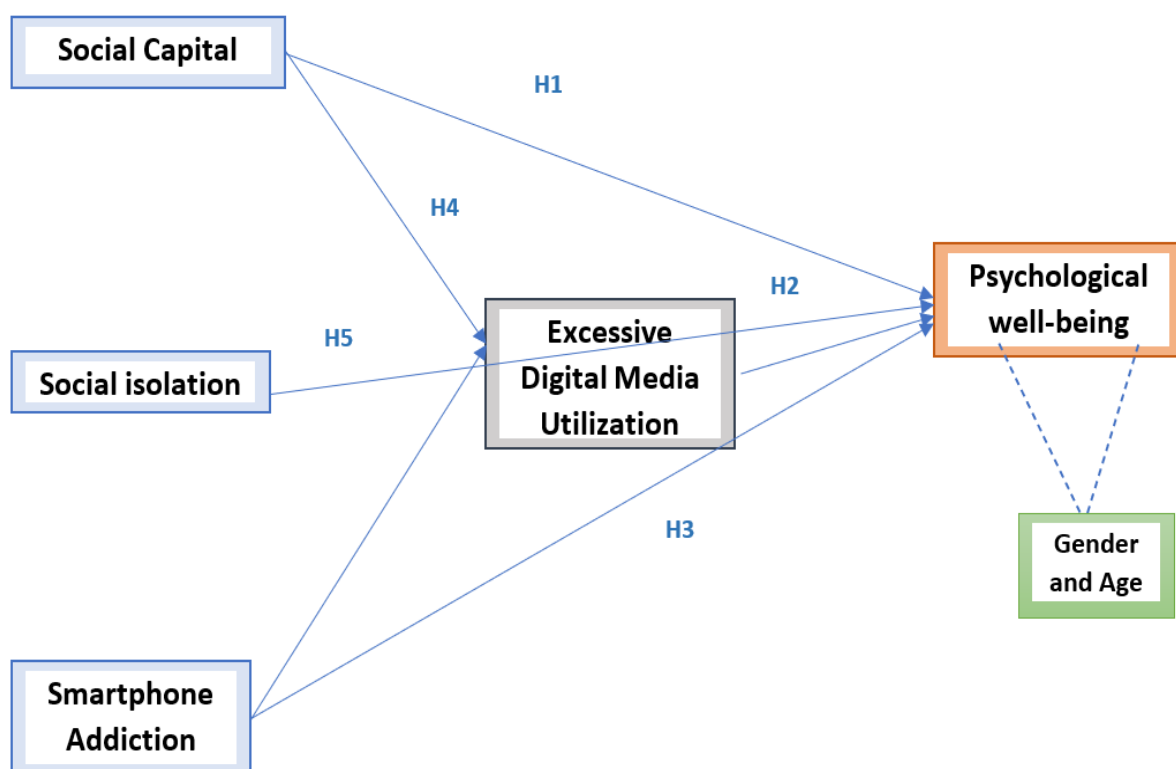 Social Capital
H1
H4
Psychological
well-being
H2
H5
Excessive
Digital Media
Utilization
Social isolation
H3
Gender
and Age
Smartphone
Addiction